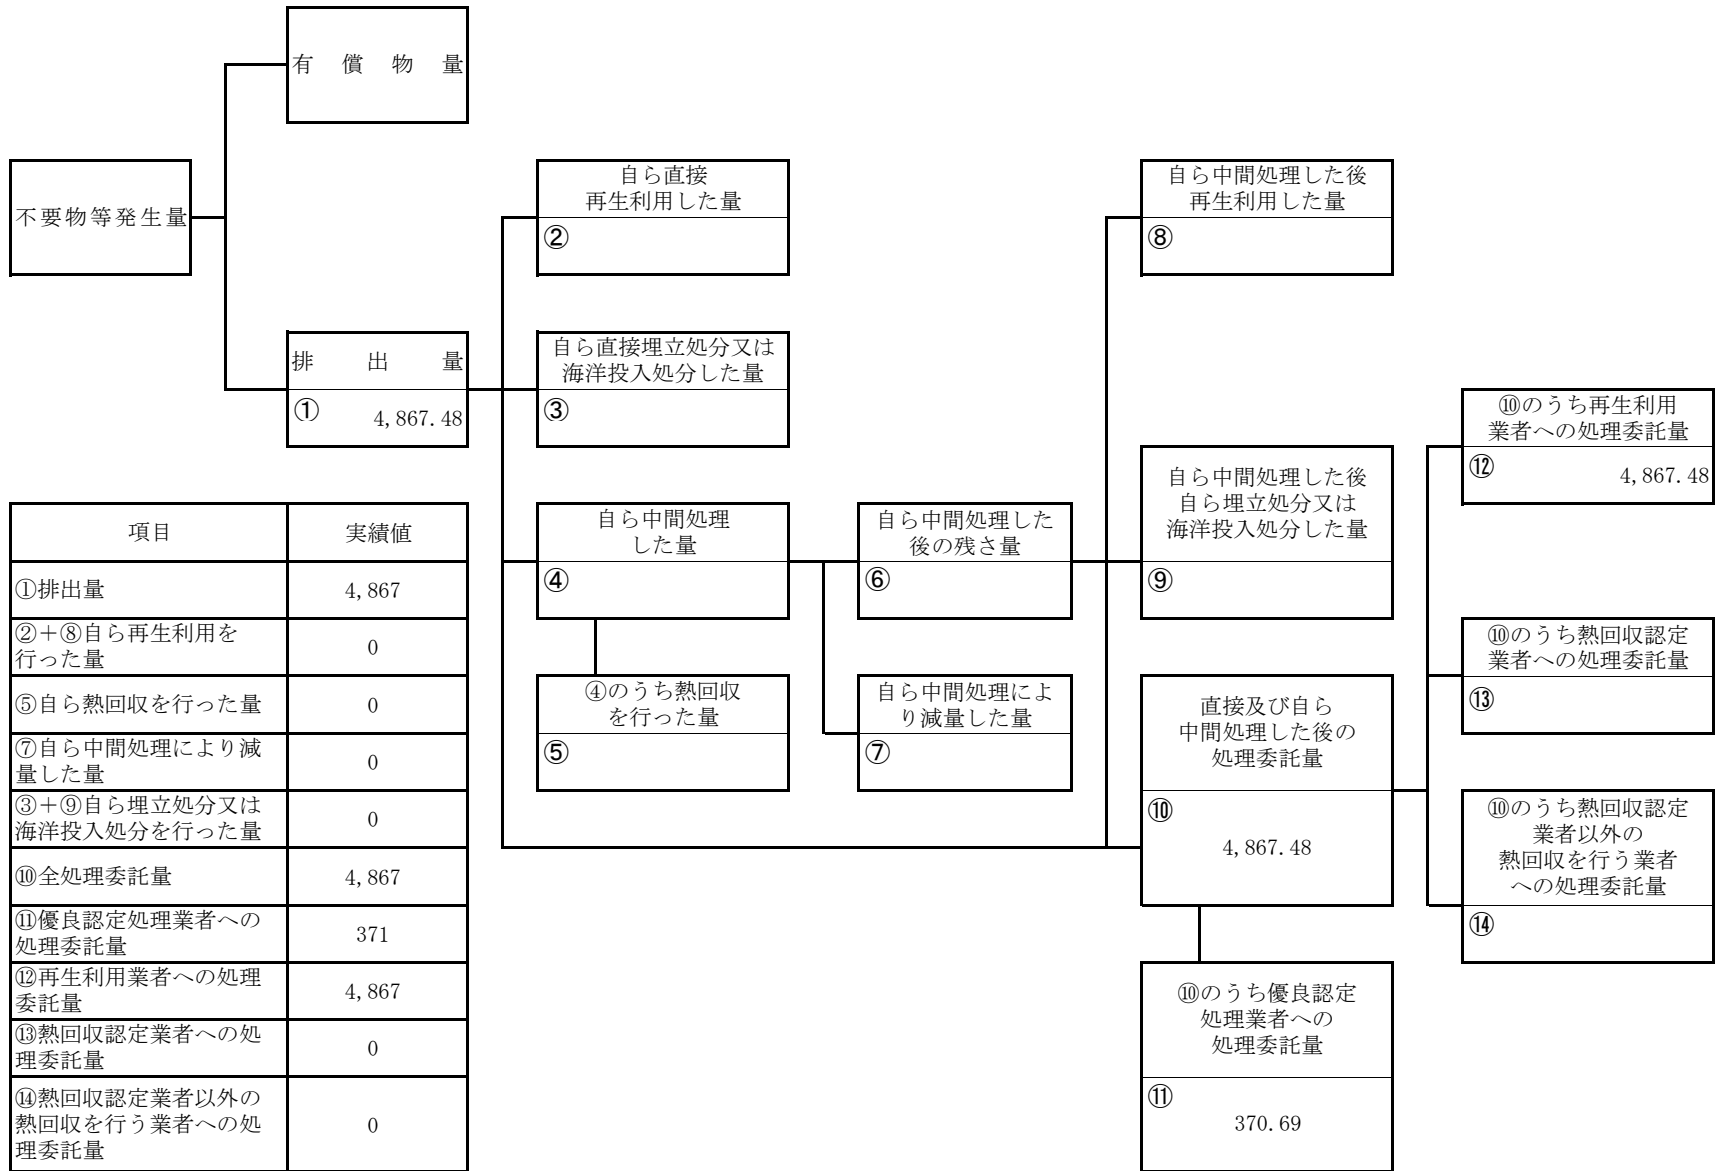 有償物量
不要物等発生量
排出量
① 4,867.48
自ら直接
再生利用した量
②
自ら直接埋立処分又は
海洋投入処分した量
③
自ら中間処理
した量
④
④のうち熱回収
を行った量
⑤
自ら中間処理した
後の残さ量
⑥
自ら中間処理によ
り減量した量
⑦
自ら中間処理した後
再生利用した量
⑧
自ら中間処理した後
自ら埋立処分又は
海洋投入処分した量
⑨
直接及び自ら
中間処理した後の
処理委託量
⑩
4,867.48
⑩のうち優良認定
処理業者への
処理委託量
⑪
370.69
⑩のうち再生利用
業者への処理委託量
⑫ 4,867.48
⑩のうち熱回収認定
業者への処理委託量
⑬
⑩のうち熱回収認定
業者以外の
熱回収を行う業者
への処理委託量
⑭
項目 実績値
①排出量 4,867
②+⑧自ら再生利用を
行った量 0
⑤自ら熱回収を行った量 0
⑦自ら中間処理により減
量した量 0
③+⑨自ら埋立処分又は
海洋投入処分を行った量 0
⑩全処理委託量 4,867
⑪優良認定処理業者への
処理委託量 371
⑫再生利用業者への処理
委託量 4,867
⑬熱回収認定業者への処
理委託量 0
⑭熱回収認定業者以外の
熱回収を行う業者への処
理委託量 0